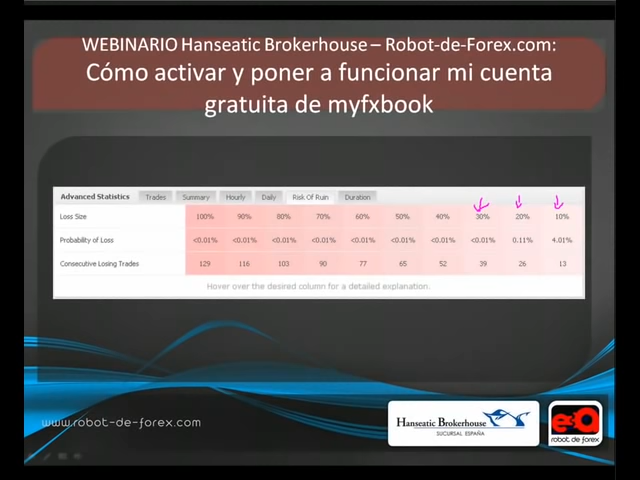 WEBINARIO Hanseatic Brokerhouse – Robot-de-Forex.com:
Cómo activar y poner a funcionar mi cuenta
gratuita de myfxbook
Advanced Statistics Trades Summary Hourly Daily Risk Of Ruin Duration
Loss Size 100% 90% 80% 70% 60% 50% 40% 30% 20% 10%
Probability of Loss <0.01% <0.01% <0.01% <0.01% <0.01% <0.01% <0.01% <0.01% 0.11% 4.01%
Consecutive Losing Trades 129 116 103 90 77 65 52 39 26 13
Hover over the desired column for a detailed explanation.
www.robot-de-forex.com
Hanseatic Brokerhouse
SUCURSAL ESPAÑA
robot de forex